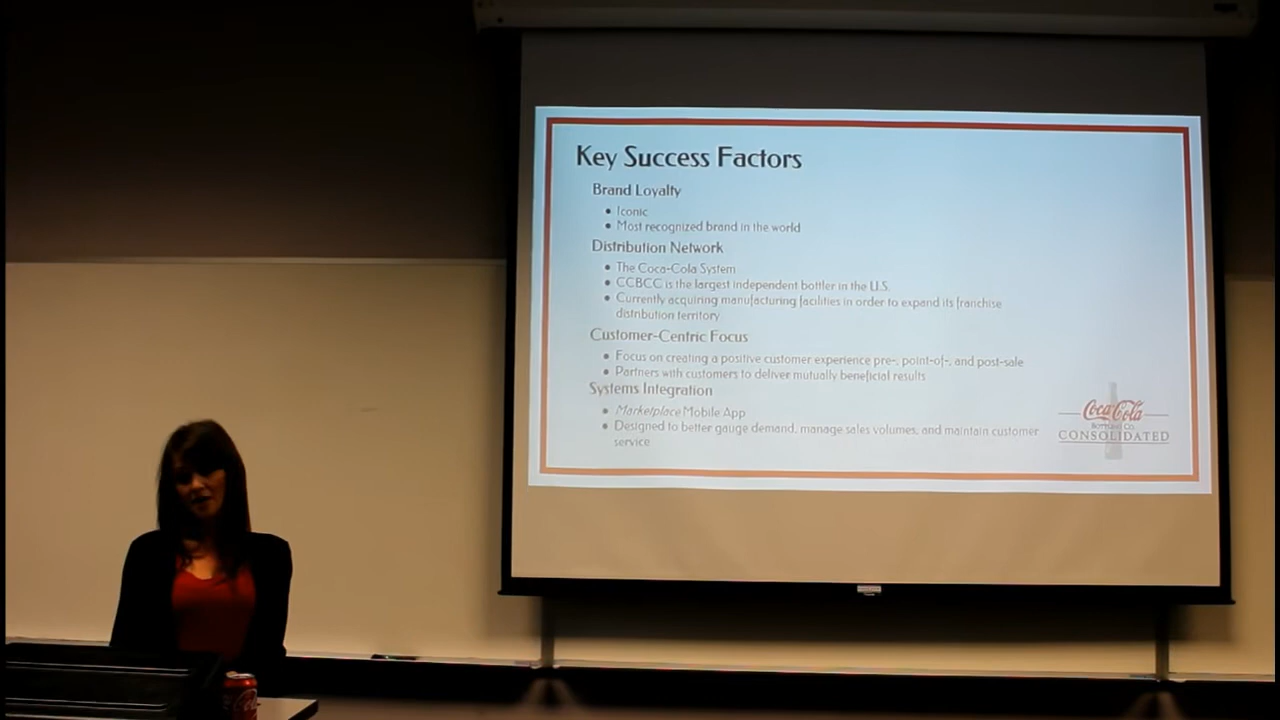 Key Success Factors
Brand Loyalty
• Iconic
• Most recognized brand in the world
Distribution Network
• The Coca-Cola System
• CCBCC is the largest independent bottler in the U.S.
• Currently acquiring manufacturing facilities in order to expand its franchise
distribution territory
Customer-Centric Focus
• Focus on creating a positive customer experience pre-, point-of-, and post-sale
• Partners with customers to deliver mutually beneficial results
Systems Integration
• Marketplace Mobile App
• Designed to better gauge demand, manage sales volumes, and maintain customer
service
Coca-Cola
BOTTLING CO.
CONSOLIDATED